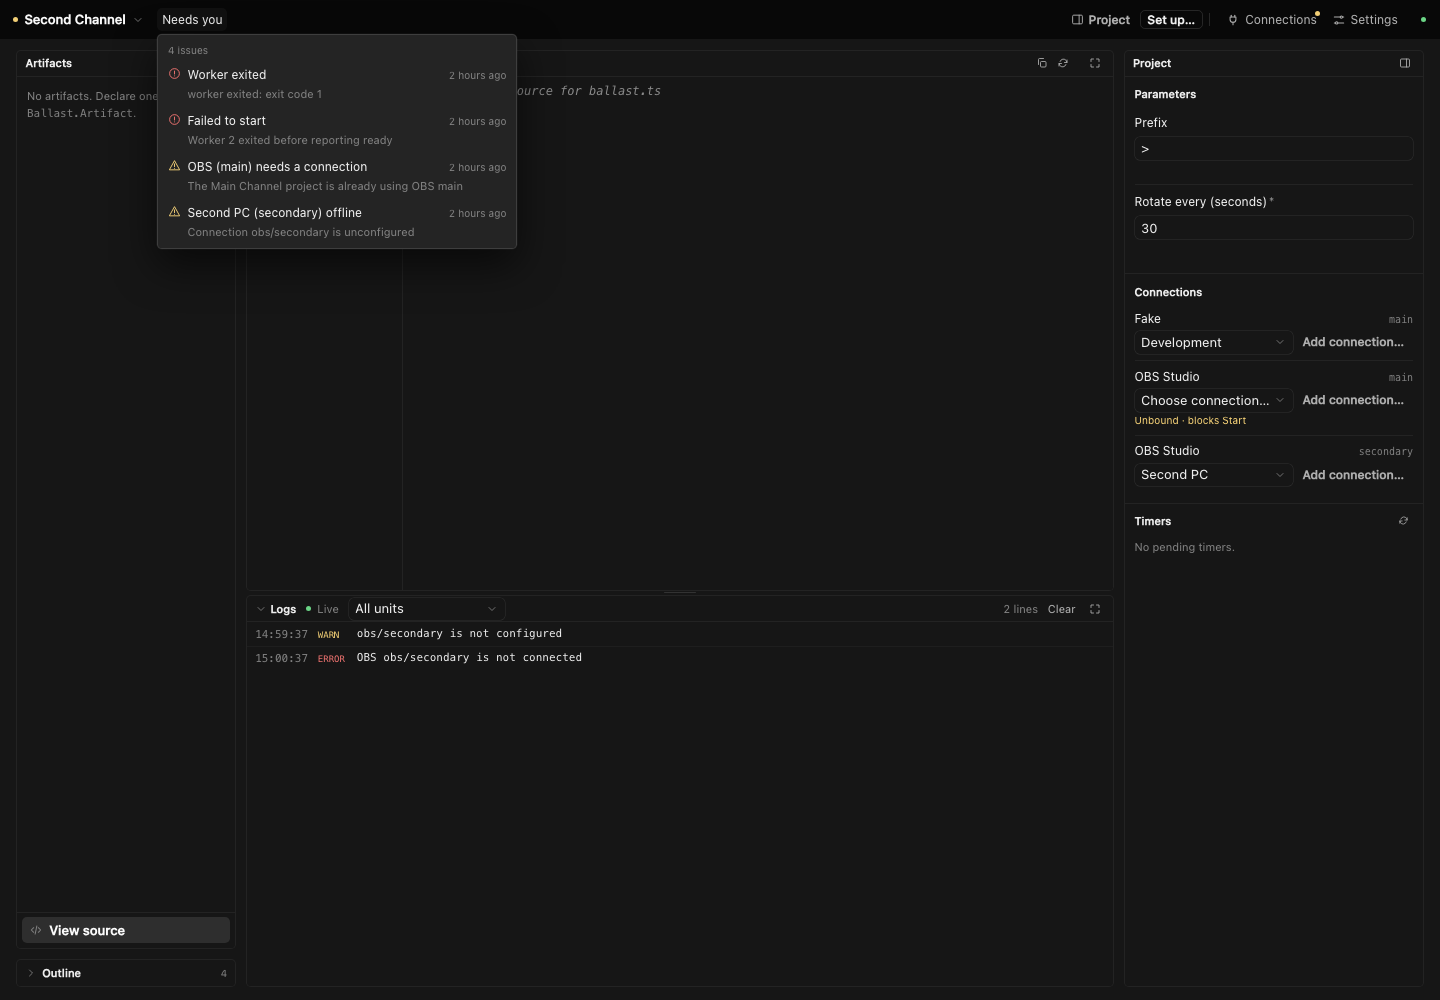 Second Channel
Needs you
Project
Set up...
Connections
Settings
4 issues
Worker exited
2 hours ago
worker exited: exit code 1
Failed to start
2 hours ago
Worker 2 exited before reporting ready
OBS (main) needs a connection
2 hours ago
The Main Channel project is already using OBS main
Second PC (secondary) offline
2 hours ago
Connection obs/secondary is unconfigured
Artifacts
No artifacts. Declare one
Ballast.Artifact.
View source
Outline
4
ource for ballast.ts
Logs
Live
All units
2 lines
Clear
14:59:37 WARN obs/secondary is not configured
15:00:37 ERROR OBS obs/secondary is not connected
Project
Parameters
Prefix
>
Rotate every (seconds) *
30
Connections
Fake
main
Development
Add connection...
OBS Studio
main
Choose connection...
Add connection...
Unbound · blocks Start
OBS Studio
secondary
Second PC
Add connection...
Timers
No pending timers.